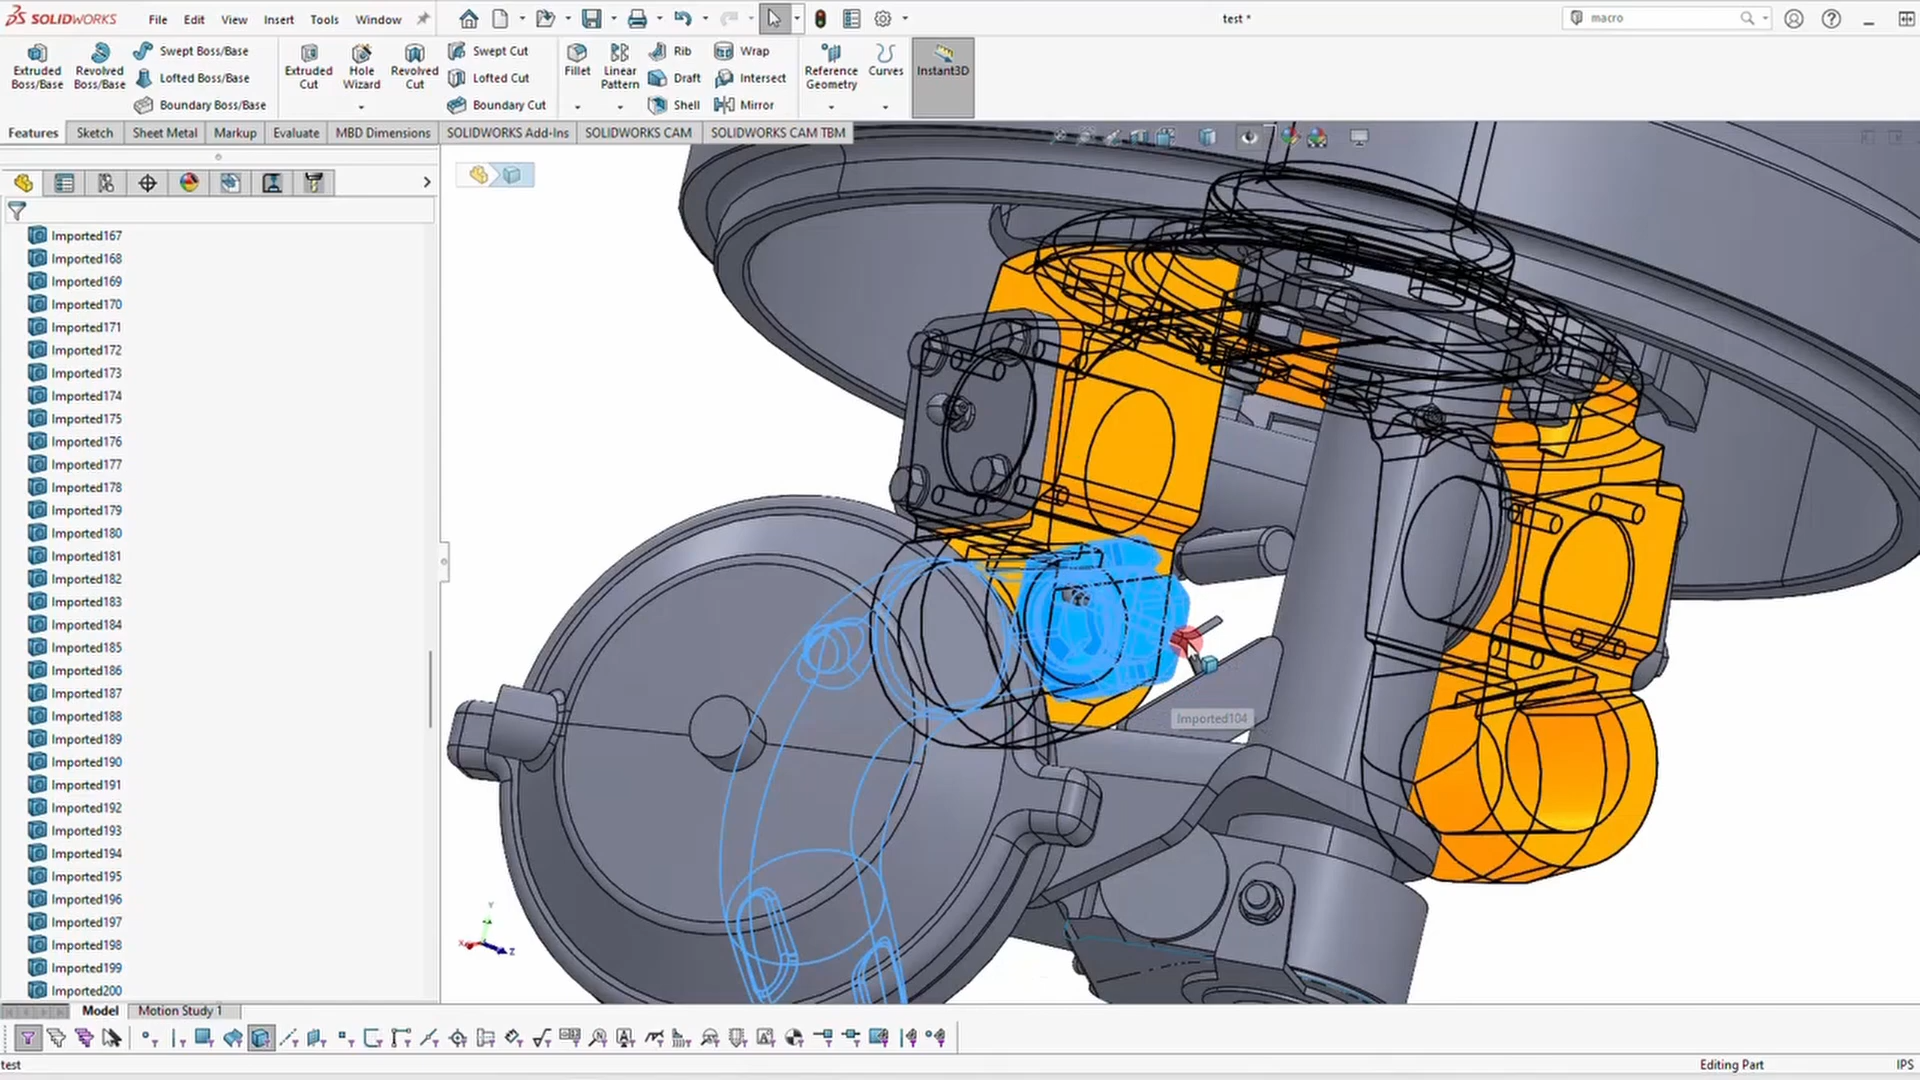 SOLIDWORKS File Edit View Insert Tools Window test * macro
Extruded Boss/Base
Revolved Boss/Base
Swept Boss/Base
Lofted Boss/Base
Boundary Boss/Base
Extruded Cut
Hole Wizard
Revolved Cut
Swept Cut
Lofted Cut
Boundary Cut
Fillet
Linear Pattern
Rib
Draft
Shell
Wrap
Intersect
Mirror
Reference Geometry
Curves
Instant3D
Features Sketch Sheet Metal Markup Evaluate MBD Dimensions SOLIDWORKS Add-Ins SOLIDWORKS CAM SOLIDWORKS CAM TBM
Imported167
Imported168
Imported169
Imported170
Imported171
Imported172
Imported173
Imported174
Imported175
Imported176
Imported177
Imported178
Imported179
Imported180
Imported181
Imported182
Imported183
Imported184
Imported185
Imported186
Imported187
Imported188
Imported189
Imported190
Imported191
Imported192
Imported193
Imported194
Imported195
Imported196
Imported197
Imported198
Imported199
Imported200
Imported104
Y
X
Z
Model Motion Study 1
test Editing Part IPS